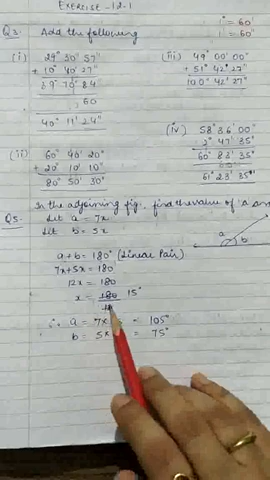 EXERCISE - 12.1
1° = 60'
1' = 60"
Q3. Add the following
(i) 29° 30' 57"
+ 10° 40' 27"
39° 70' 84
60
40° 11' 24"
(iii) 49° 00' 00"
+ 51° 42' 27"
100° 42' 27"
(ii) 60° 40' 20"
+ 20° 10' 10"
80° 50' 30"
(iv) 58° 36' 00"
2° 47' 35"
60° 83' 35"
61° 23' 35"
Q5. In the adjoining fig, find the value of a and
Let a = 7x
Let b = 5x
a b
a + b = 180° (Linear Pair)
7x + 5x = 180
12x = 180
x = 180 15°
12
∴ a = 7x = 105°
b = 5x = 75°